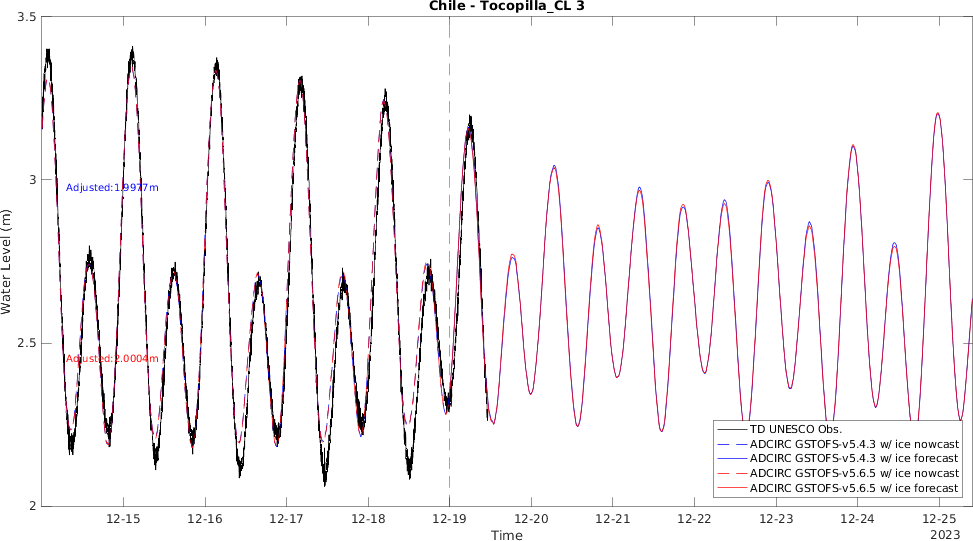 Chile - Tocopilla_CL 3
3.5
3
2.5
2
Water Level (m)
Adjusted:1.9977m
Adjusted:2.0004m
TD UNESCO Obs.
ADCIRC GSTOFS-v5.4.3 w/ ice nowcast
ADCIRC GSTOFS-v5.4.3 w/ ice forecast
ADCIRC GSTOFS-v5.6.5 w/ ice nowcast
ADCIRC GSTOFS-v5.6.5 w/ ice forecast
12-15 12-16 12-17 12-18 12-19 12-20 12-21 12-22 12-23 12-24 12-25
Time
2023